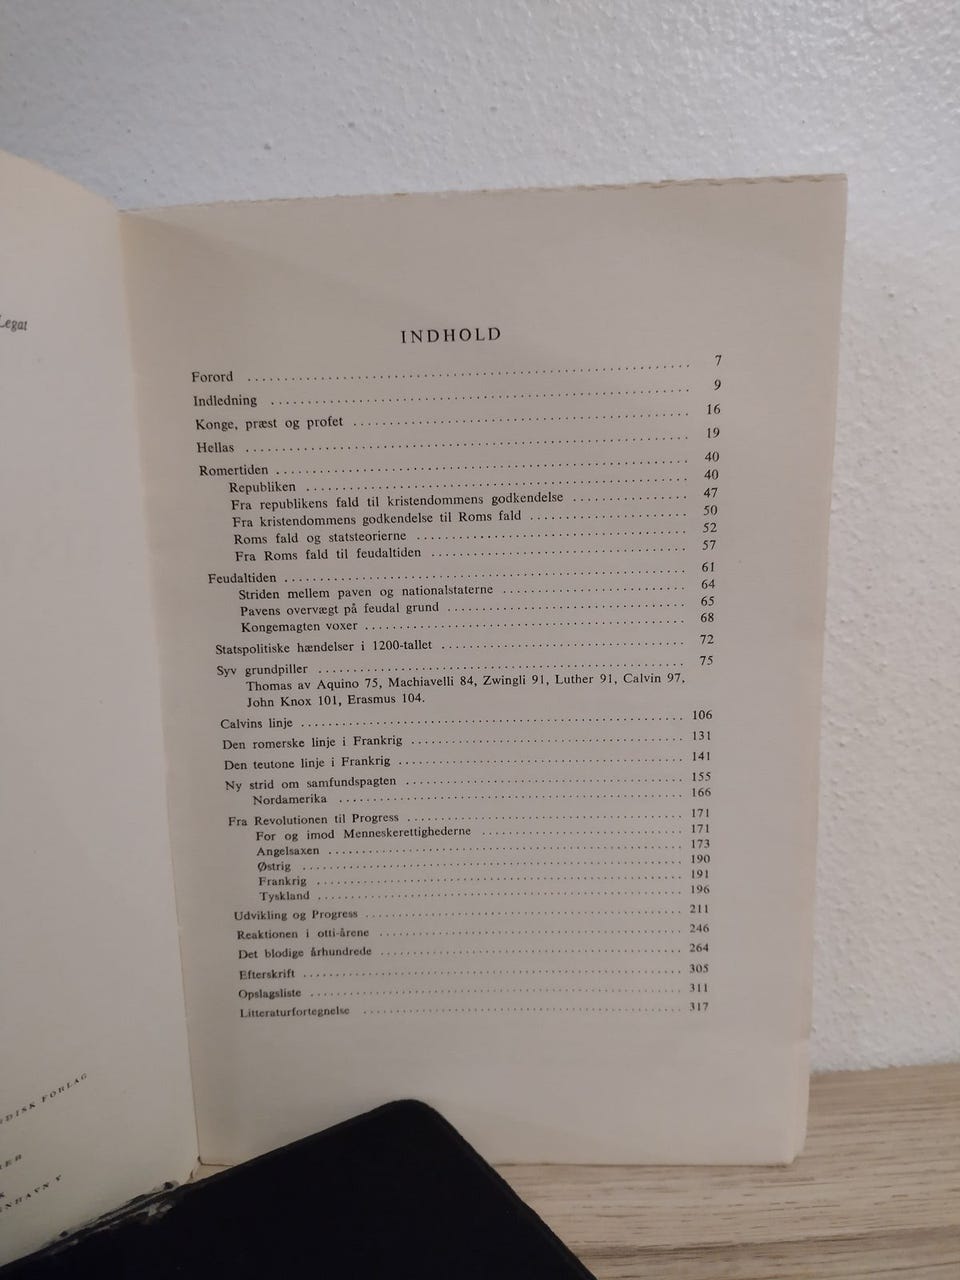 Legat
DISK FORLAG
INDHOLD
Forord 7
Indledning 9
Konge, præst og profet 16
Hellas 19
Romertiden 40
Republiken 40
Fra republikens fald til kristendommens godkendelse 47
Fra kristendommens godkendelse til Roms fald 50
Roms fald og statsteorierne 52
Fra Roms fald til feudaltiden 57
Feudaltiden 61
Striden mellem paven og nationalstaterne 64
Pavens overvægt på feudal grund 65
Kongemagten voxer 68
Statspolitiske hændelser i 1200-tallet 72
Syv grundpiller 75
Thomas av Aquino 75, Machiavelli 84, Zwingli 91, Luther 91, Calvin 97,
John Knox 101, Erasmus 104.
Calvins linje 106
Den romerske linje i Frankrig 131
Den teutone linje i Frankrig 141
Ny strid om samfundspagten 155
Nordamerika 166
Fra Revolutionen til Progress 171
For og imod Menneskerettighederne 171
Angelsaxen 173
Østrig 190
Frankrig 191
Tyskland 196
Udvikling og Progress 211
Reaktionen i otti-årene 246
Det blodige århundrede 264
Efterskrift 305
Opslagsliste 311
Litteraturfortegnelse 317